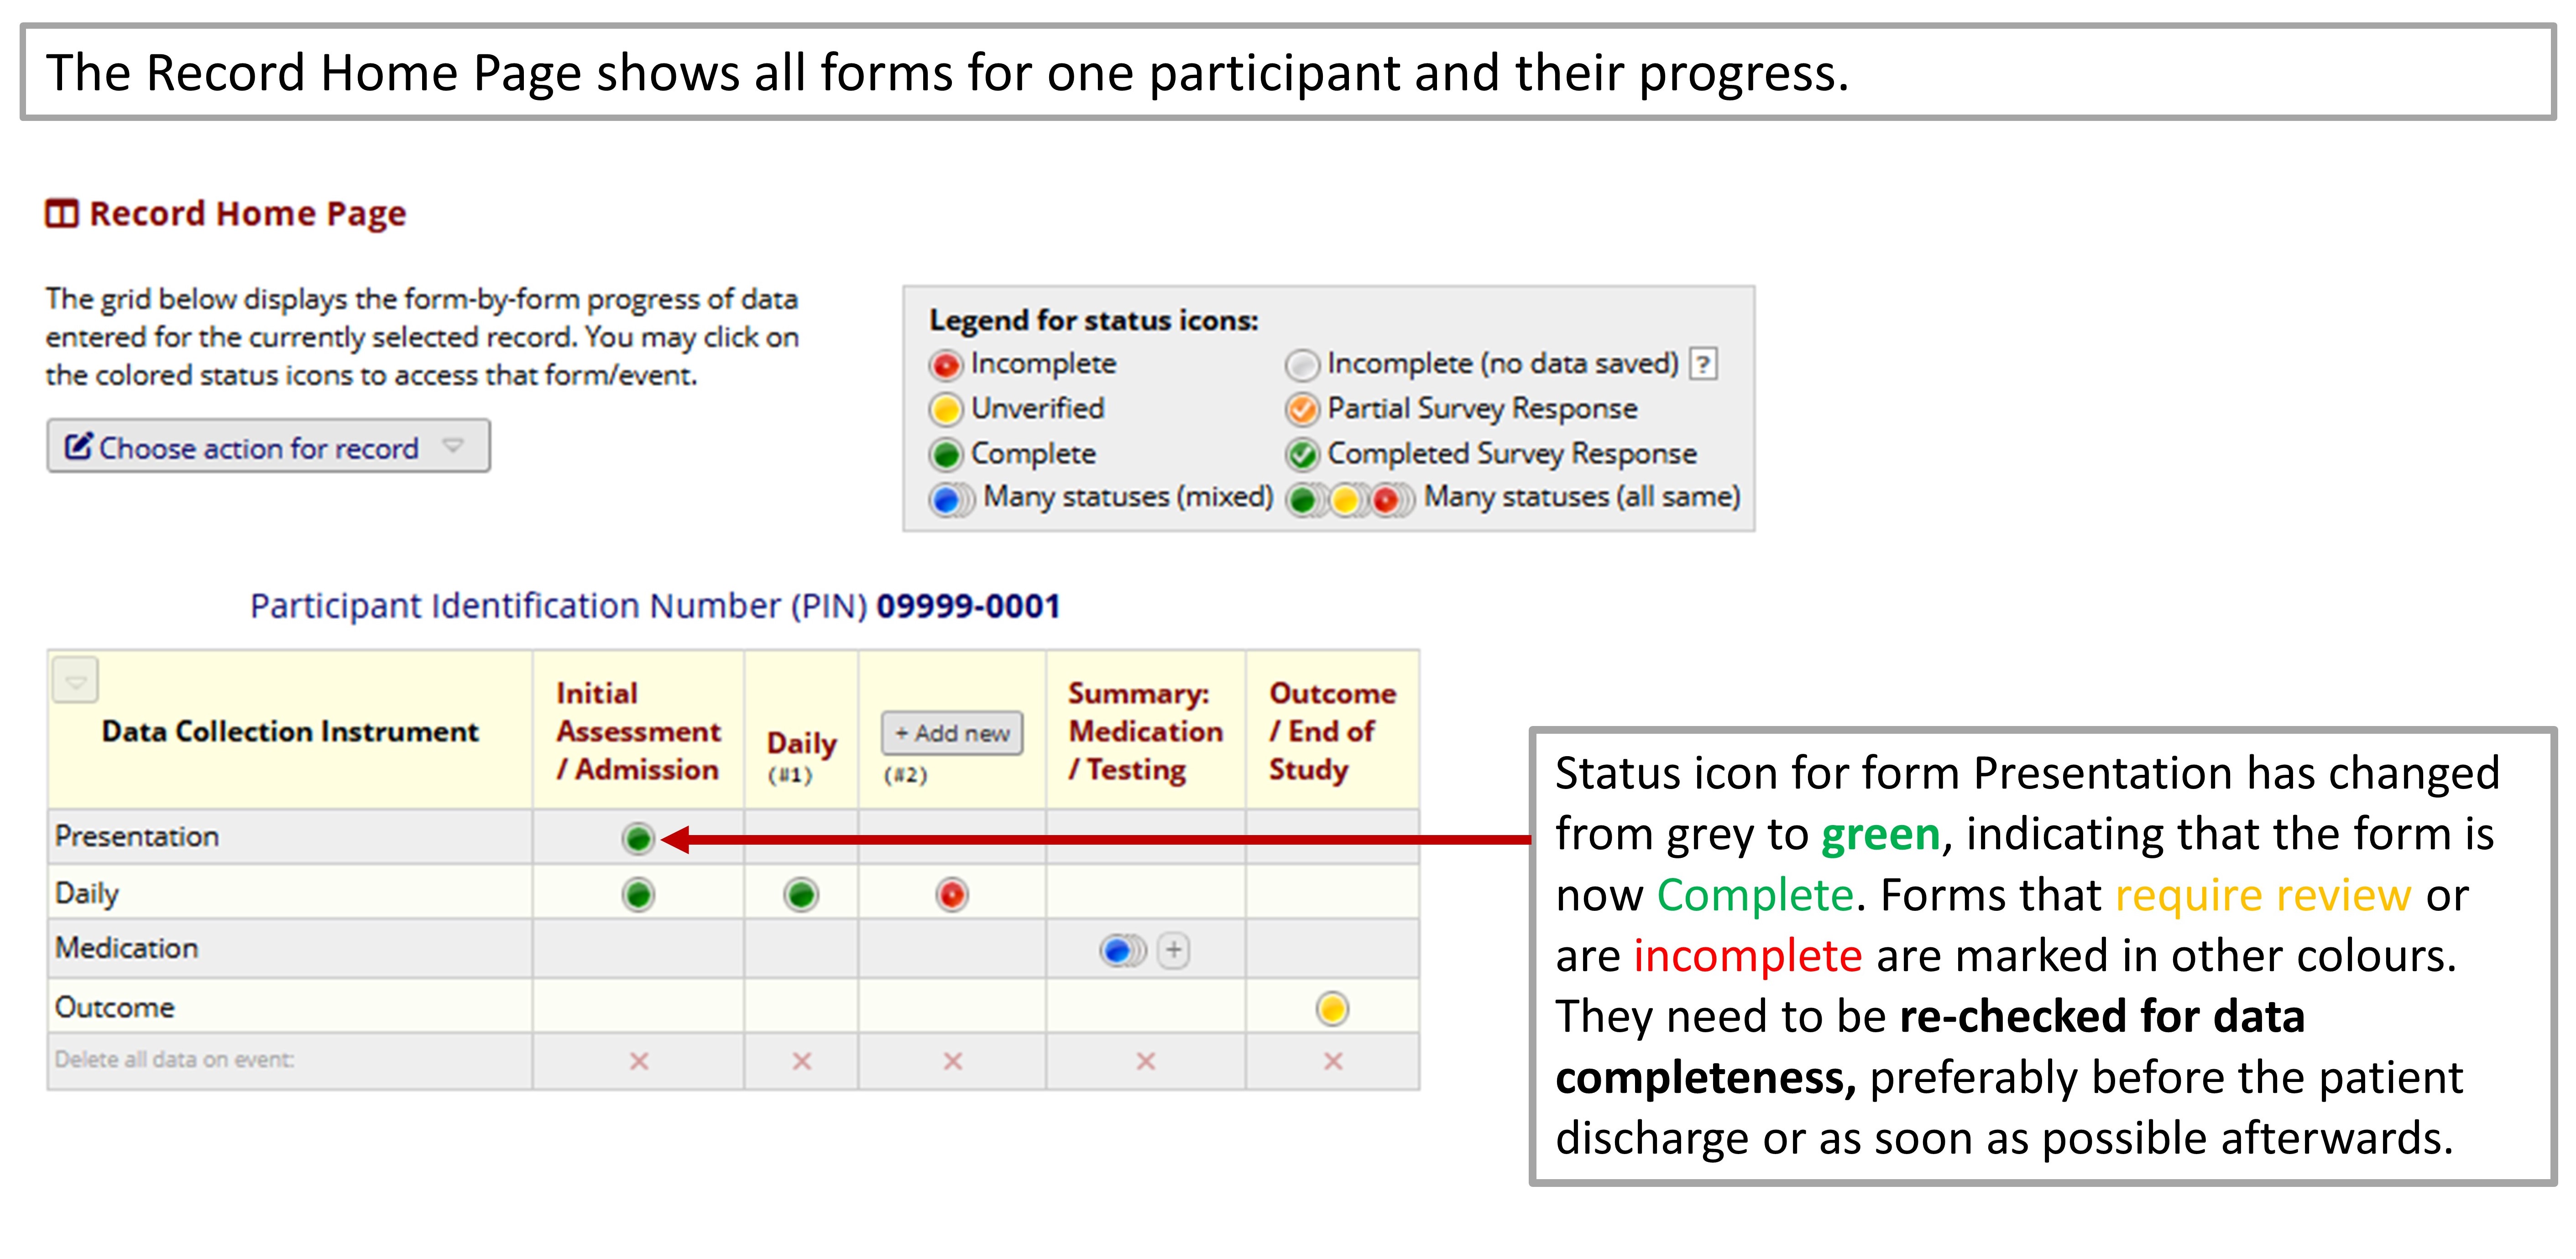 The Record Home Page shows all forms for one participant and their progress.
Record Home Page
The grid below displays the form-by-form progress of data
entered for the currently selected record. You may click on
the colored status icons to access that form/event.
Choose action for record
Legend for status icons:
Incomplete
Incomplete (no data saved) ?
Unverified
Partial Survey Response
Complete
Completed Survey Response
Many statuses (mixed)
Many statuses (all same)
Participant Identification Number (PIN) 09999-0001
Data Collection Instrument
Initial
Assessment
/ Admission
Daily
(#1)
+ Add new
(#2)
Summary:
Medication
/ Testing
Outcome
/ End of
Study
Presentation
Daily
Medication
+
Outcome
Delete all data on event:
Status icon for form Presentation has changed
from grey to green, indicating that the form is
now Complete. Forms that require review or
are incomplete are marked in other colours.
They need to be re-checked for data
completeness, preferably before the patient
discharge or as soon as possible afterwards.